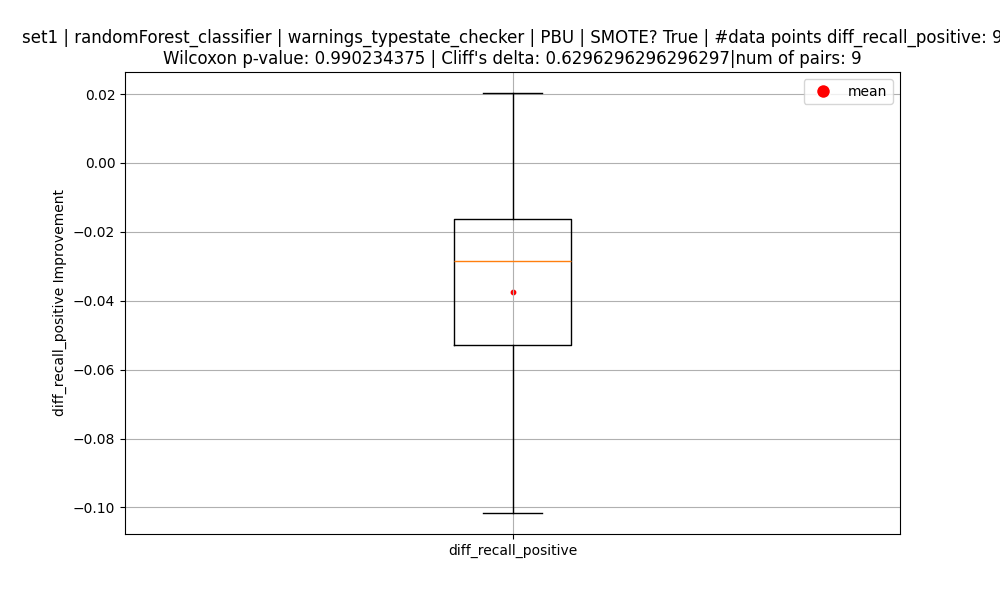 set1 | randomForest_classifier | warnings_typestate_checker | PBU | SMOTE? True | #data points diff_recall_positive: 9
Wilcoxon p-value: 0.990234375 | Cliff's delta: 0.6296296296296297|num of pairs: 9
mean
0.02
0.00
−0.02
−0.04
−0.06
−0.08
−0.10
diff_recall_positive Improvement
diff_recall_positive